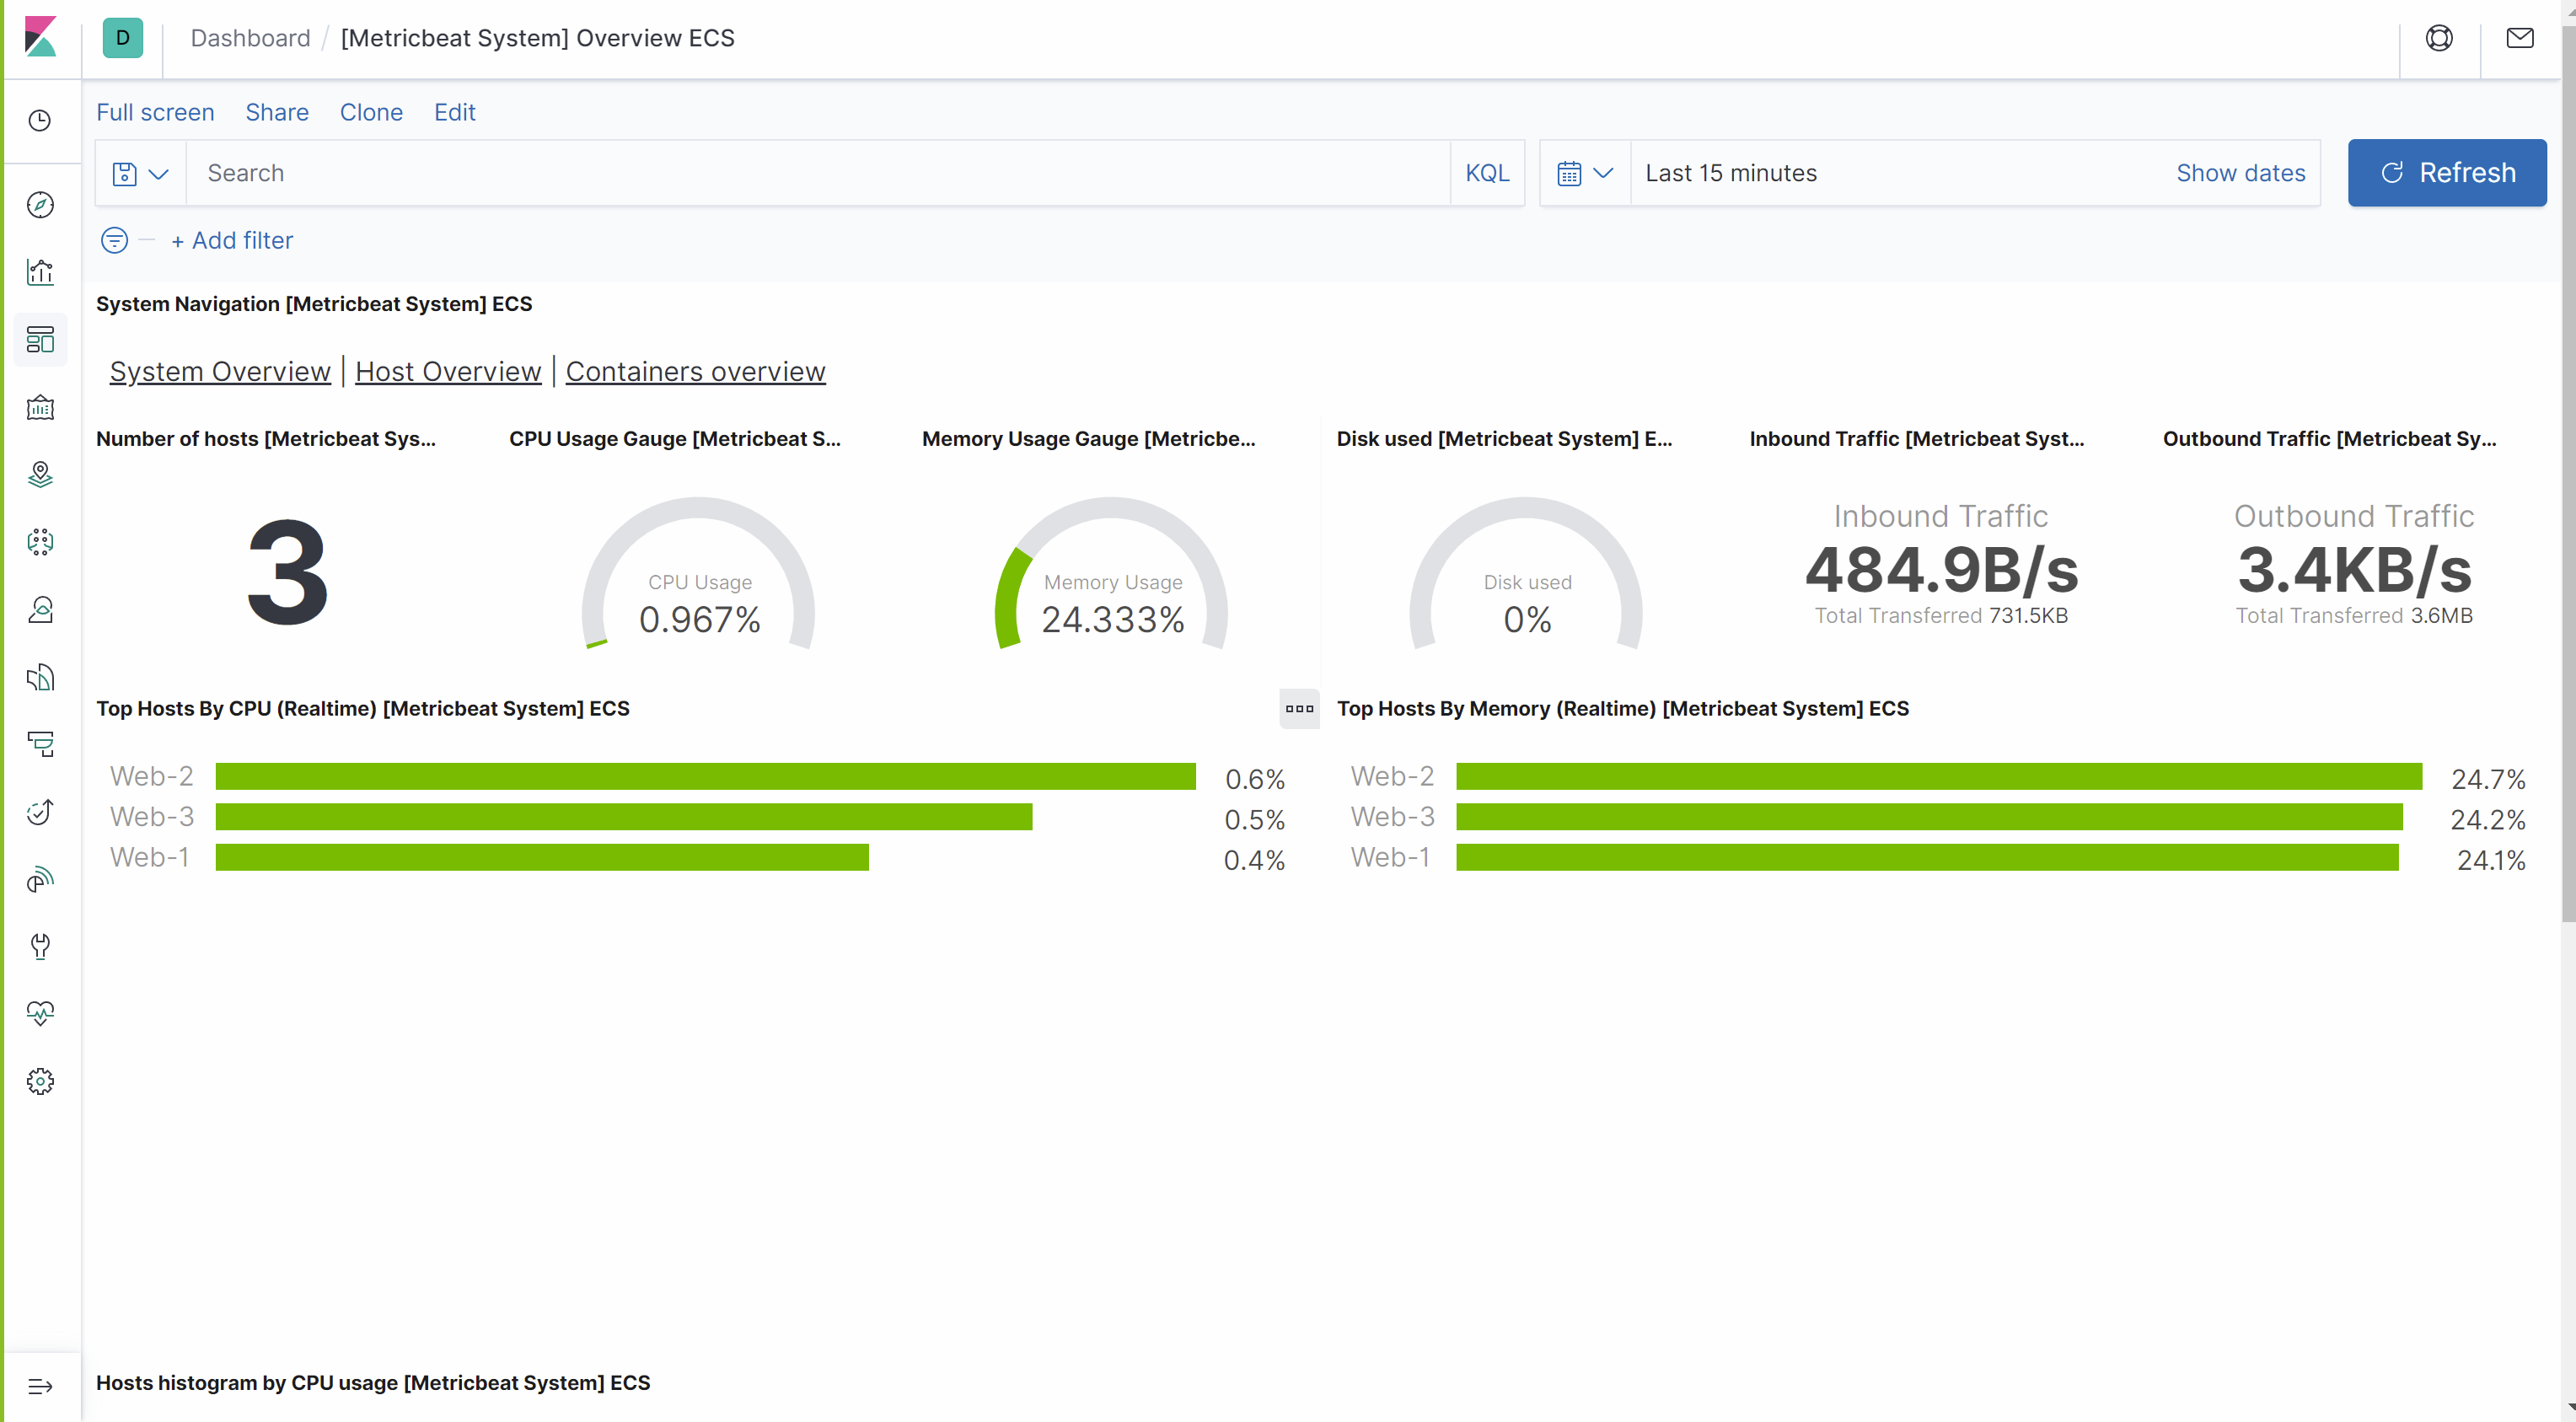 D Dashboard / [Metricbeat System] Overview ECS
Full screen Share Clone Edit
Search KQL Last 15 minutes Show dates Refresh
+ Add filter
System Navigation [Metricbeat System] ECS
System Overview | Host Overview | Containers overview
Number of hosts [Metricbeat Sys...
3
CPU Usage Gauge [Metricbeat S...
CPU Usage
0.967%
Memory Usage Gauge [Metricbe...
Memory Usage
24.333%
Disk used [Metricbeat System] E...
Disk used
0%
Inbound Traffic [Metricbeat Syst...
Inbound Traffic
484.9B/s
Total Transferred 731.5KB
Outbound Traffic [Metricbeat Sy...
Outbound Traffic
3.4KB/s
Total Transferred 3.6MB
Top Hosts By CPU (Realtime) [Metricbeat System] ECS
Web-2 0.6%
Web-3 0.5%
Web-1 0.4%
Top Hosts By Memory (Realtime) [Metricbeat System] ECS
Web-2 24.7%
Web-3 24.2%
Web-1 24.1%
Hosts histogram by CPU usage [Metricbeat System] ECS